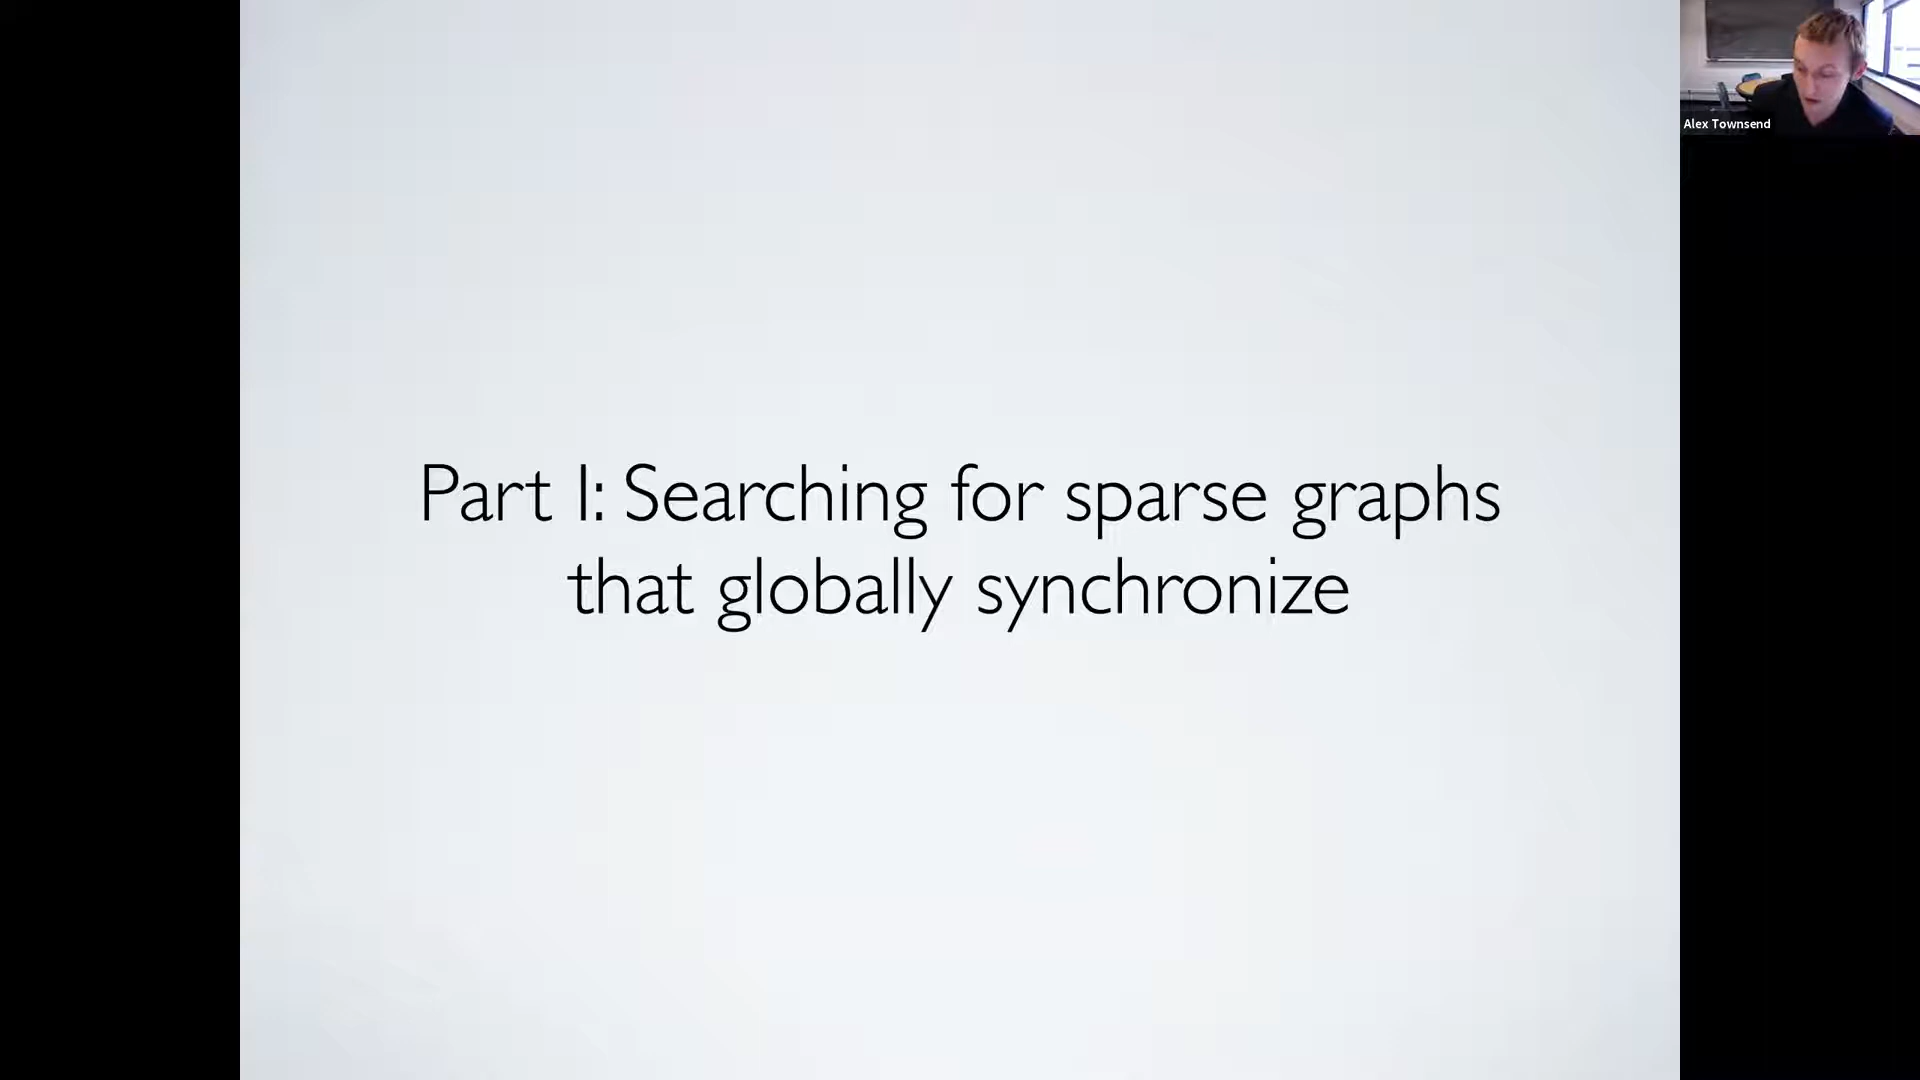 Alex Townsend
Part I: Searching for sparse graphs
that globally synchronize